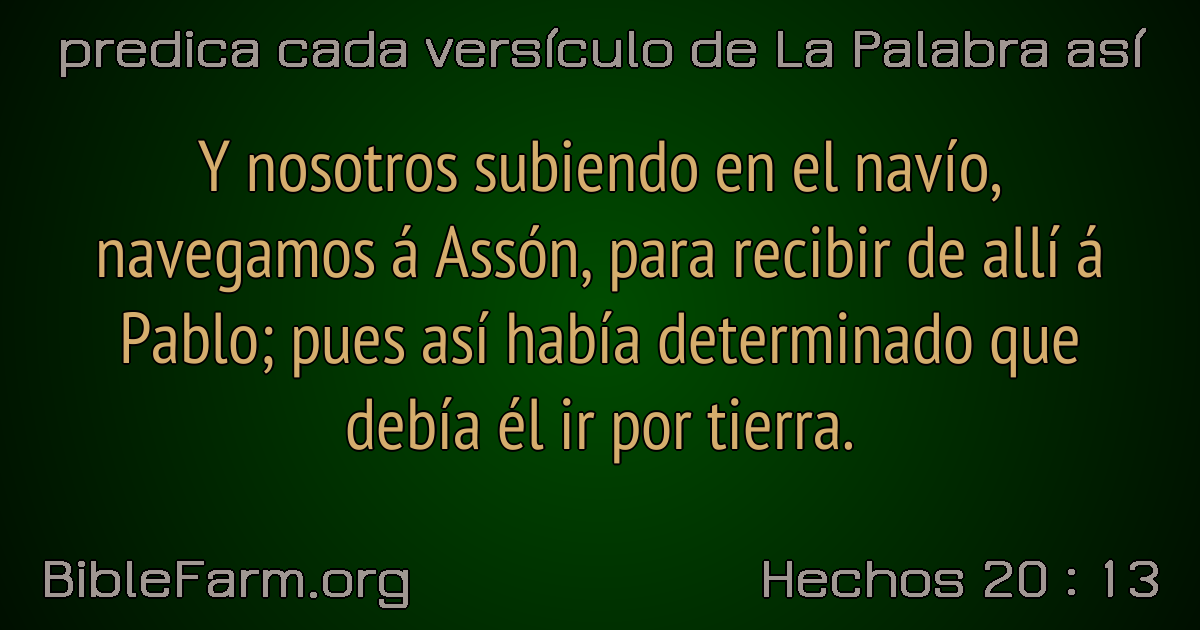 predica cada versículo de La Palabra así
Y nosotros subiendo en el navío,
navegamos á Assón, para recibir de allí á
Pablo; pues así había determinado que
debía él ir por tierra.
BibleFarm.org
Hechos 20 : 13